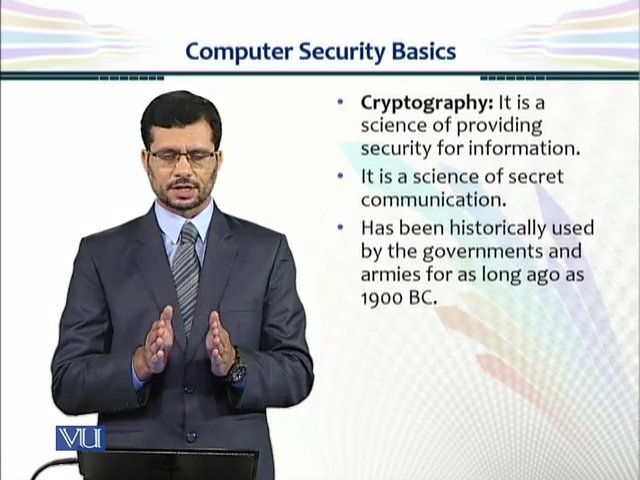 Computer Security Basics
• Cryptography: It is a
science of providing
security for information.
• It is a science of secret
communication.
• Has been historically used
by the governments and
armies for as long ago as
1900 BC.
VU